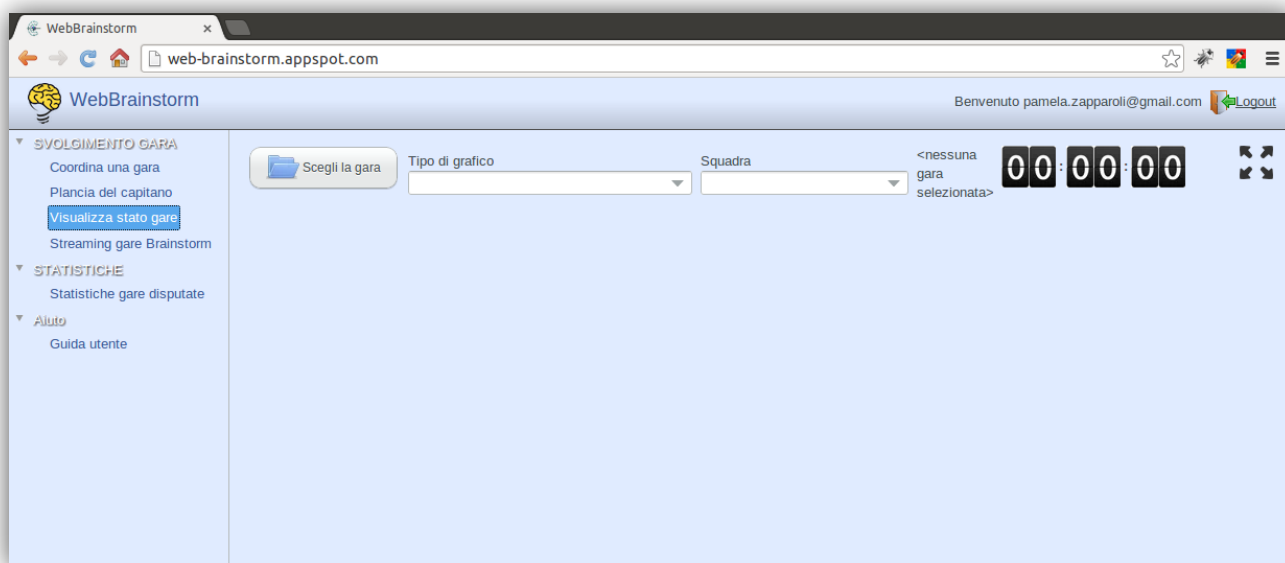 WebBrainstorm
web-brainstorm.appspot.com
WebBrainstorm
Benvenuto pamela.zapparoli@gmail.com Logout
SVOLGIMENTO GARA
Coordina una gara
Plancia del capitano
Visualizza stato gare
Streaming gare Brainstorm
STATISTICHE
Statistiche gare disputate
Aiuto
Guida utente
Scegli la gara
Tipo di grafico
Squadra
<nessuna
gara
selezionata>
00:00:00